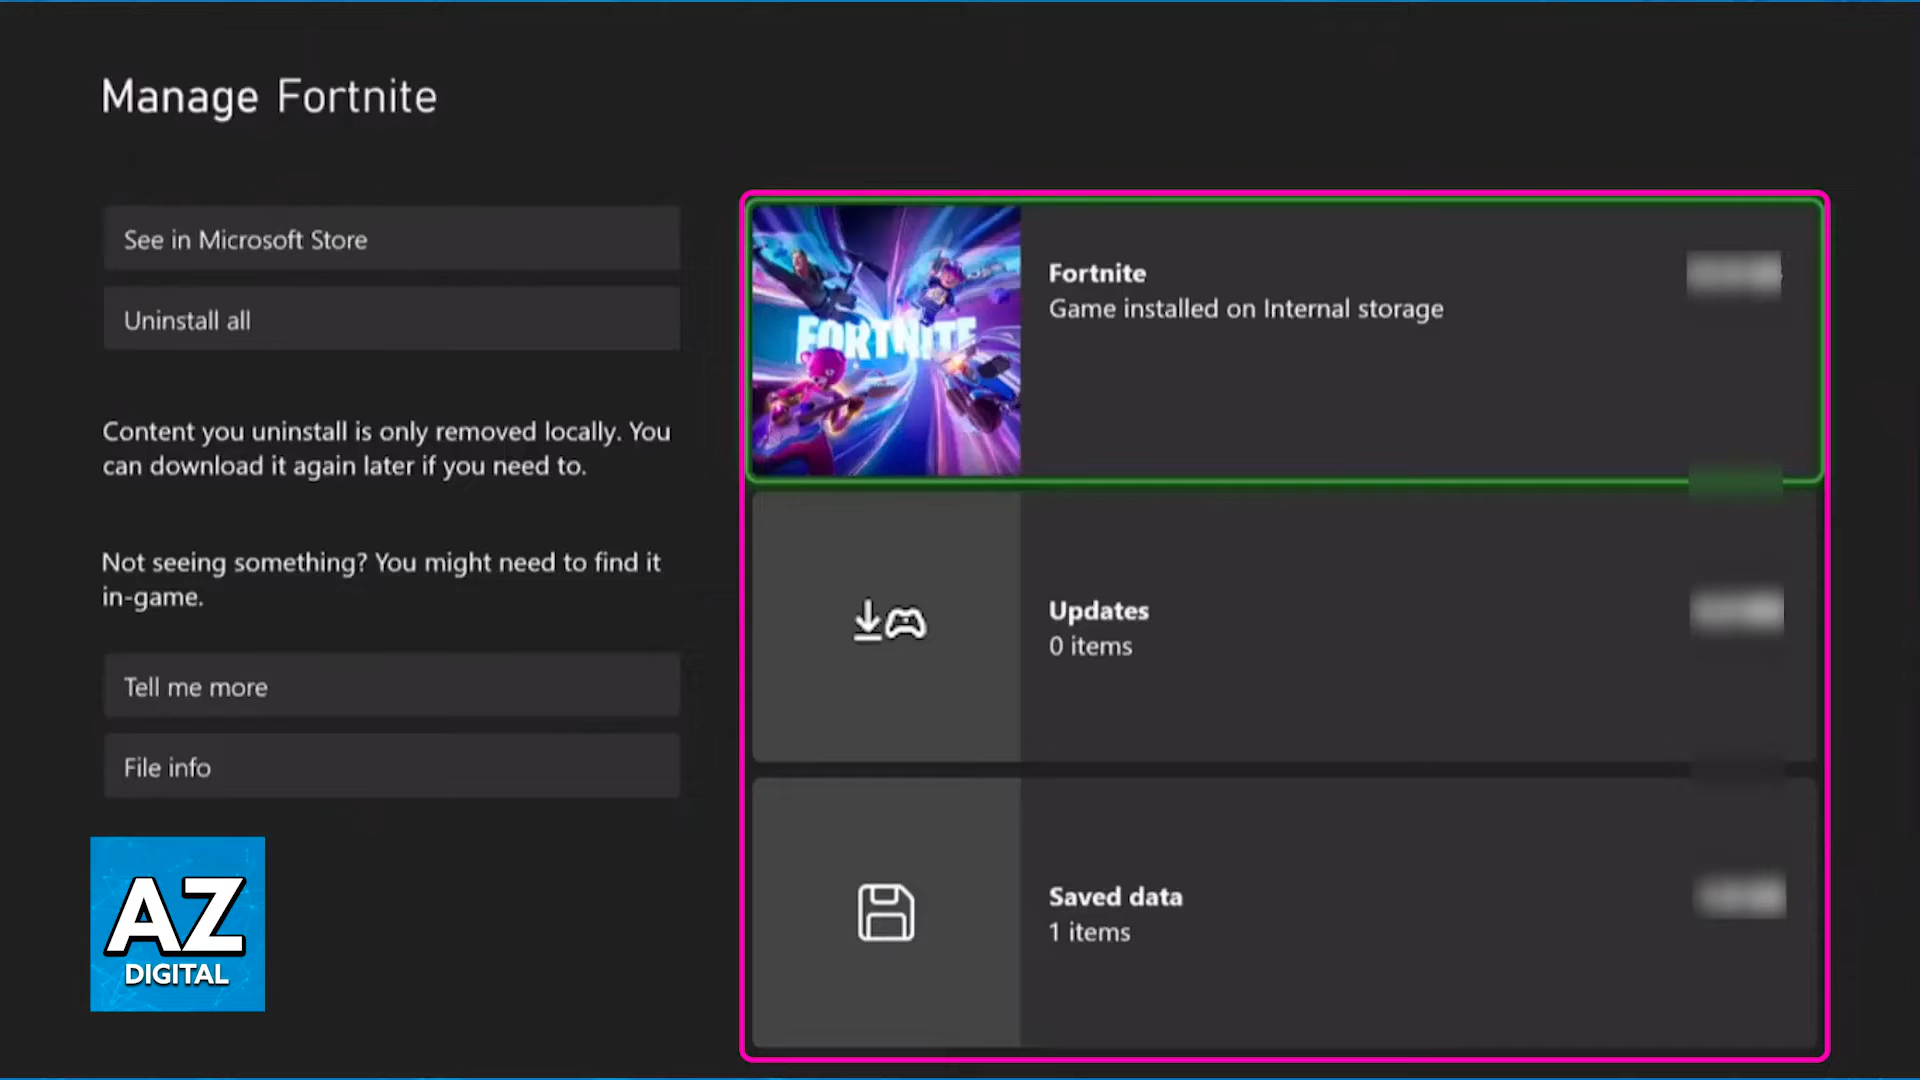 Manage Fortnite
See in Microsoft Store
Uninstall all
Content you uninstall is only removed locally. You
can download it again later if you need to.
Not seeing something? You might need to find it
in-game.
Tell me more
File info
AZ
DIGITAL
FORTNITE
Fortnite
Game installed on Internal storage
Updates
0 items
Saved data
1 items